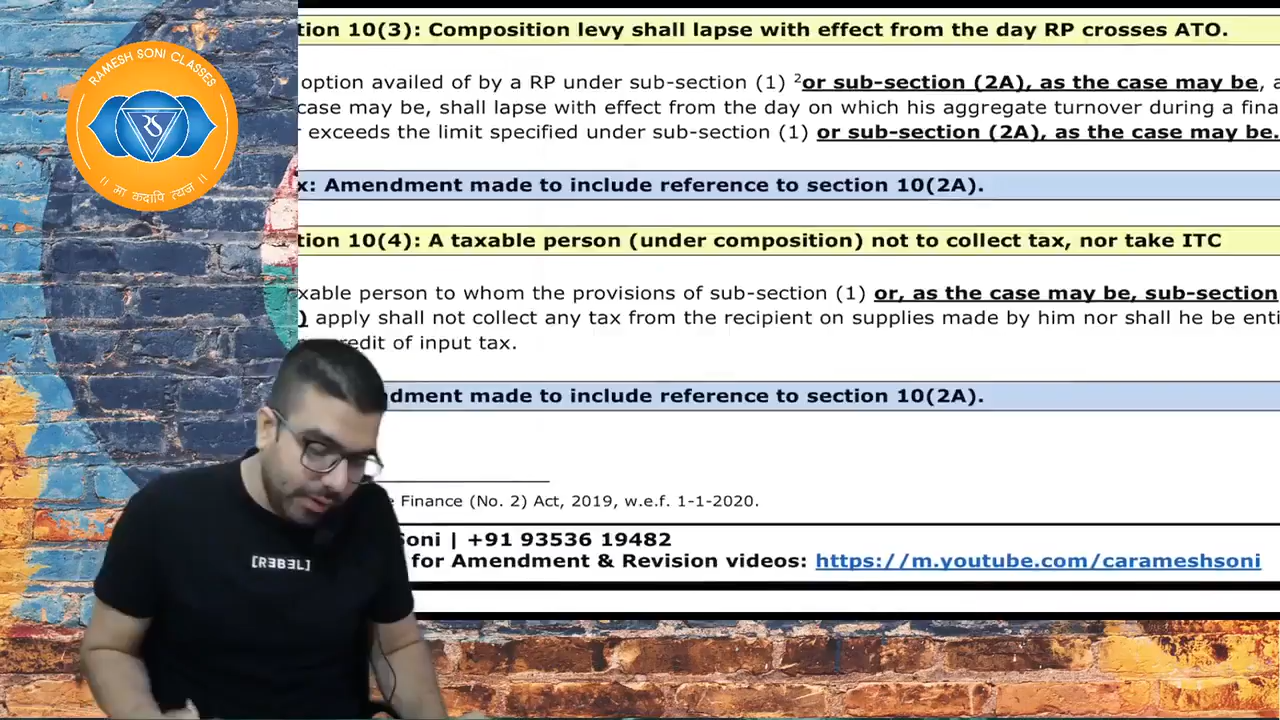 RAMESH SONI CLASSES
।। मा कदापि त्यज ।।
tion 10(3): Composition levy shall lapse with effect from the day RP crosses ATO.
option availed of by a RP under sub-section (1) ²or sub-section (2A), as the case may be, a
case may be, shall lapse with effect from the day on which his aggregate turnover during a fina
r exceeds the limit specified under sub-section (1) or sub-section (2A), as the case may be.
x: Amendment made to include reference to section 10(2A).
tion 10(4): A taxable person (under composition) not to collect tax, nor take ITC
xable person to whom the provisions of sub-section (1) or, as the case may be, sub-section
) apply shall not collect any tax from the recipient on supplies made by him nor shall he be enti
redit of input tax.
dment made to include reference to section 10(2A).
e Finance (No. 2) Act, 2019, w.e.f. 1-1-2020.
Soni | +91 93536 19482
for Amendment & Revision videos: https://m.youtube.com/carameshsoni
[REBEL]